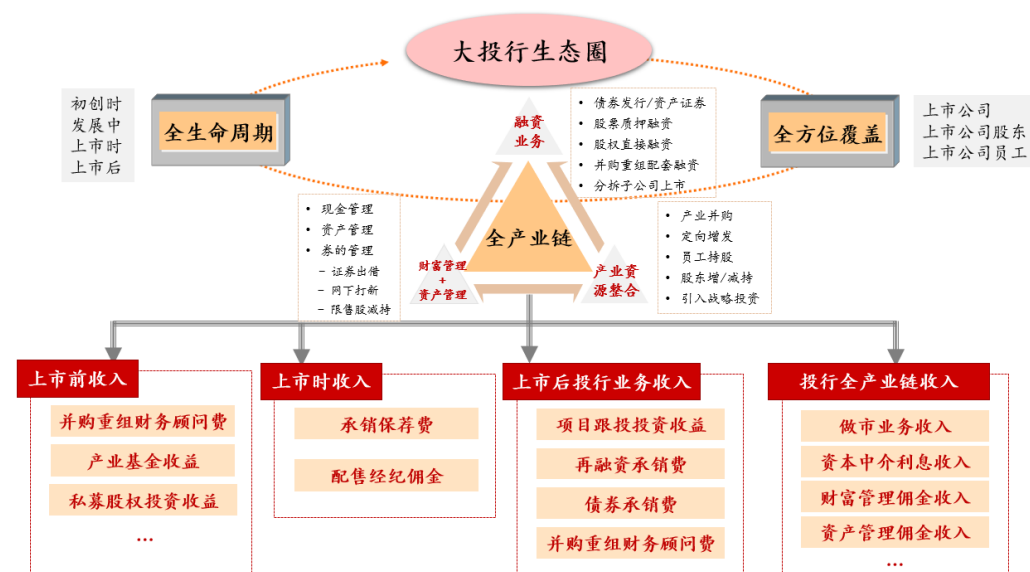 大投行生态圈
初创时
发展中
上市时
上市后
全生命周期
融资
业务
• 债券发行/资产证券
• 股票质押融资
• 股权直接融资
• 并购重组配套融资
• 分拆子公司上市
全方位覆盖
上市公司
上市公司股东
上市公司员工
• 现金管理
• 资产管理
• 券的管理
– 证券出借
– 网下打新
– 限售股减持
全产业链
财富管理
+
资产管理
产业资
源整合
• 产业并购
• 定向增发
• 员工持股
• 股东增/减持
• 引入战略投资
上市前收入
并购重组财务顾问费
产业基金收益
私募股权投资收益
...
上市时收入
承销保荐费
配售经纪佣金
上市后投行业务收入
项目跟投投资收益
再融资承销费
债券承销费
并购重组财务顾问费
投行全产业链收入
做市业务收入
资本中介利息收入
财富管理佣金收入
资产管理佣金收入
...